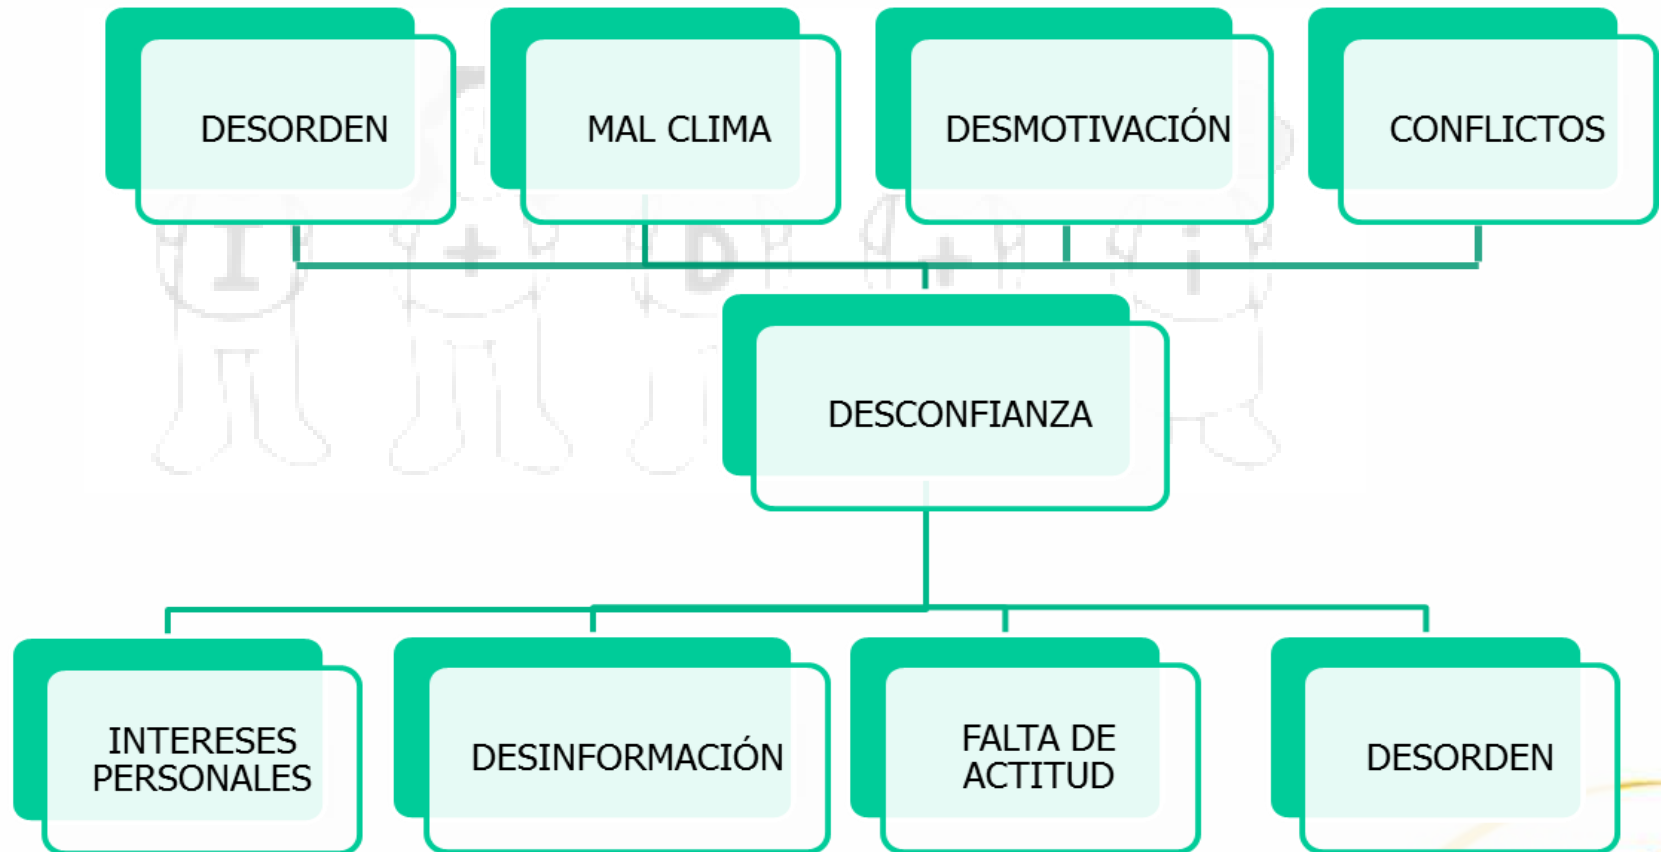 DESORDEN
MAL CLIMA
DESMOTIVACIÓN
CONFLICTOS
I + D + i
DESCONFIANZA
INTERESES
PERSONALES
DESINFORMACIÓN
FALTA DE
ACTITUD
DESORDEN